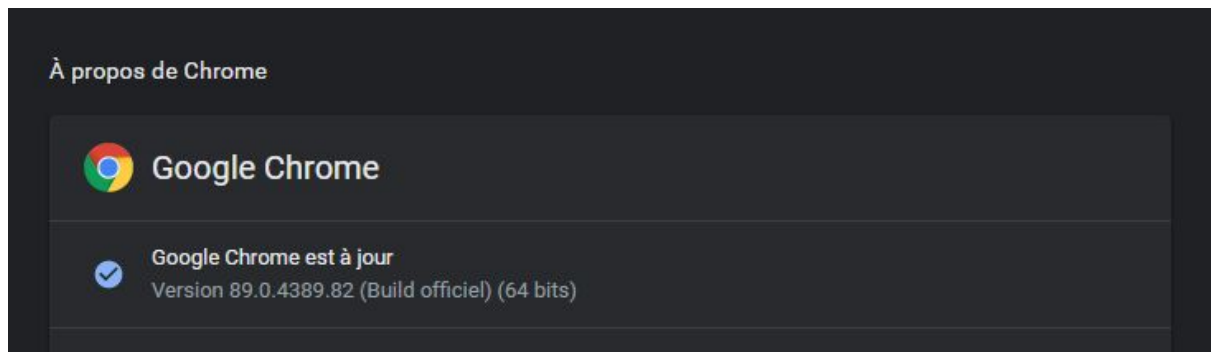 À propos de Chrome
Google Chrome
Google Chrome est à jour
Version 89.0.4389.82 (Build officiel) (64 bits)